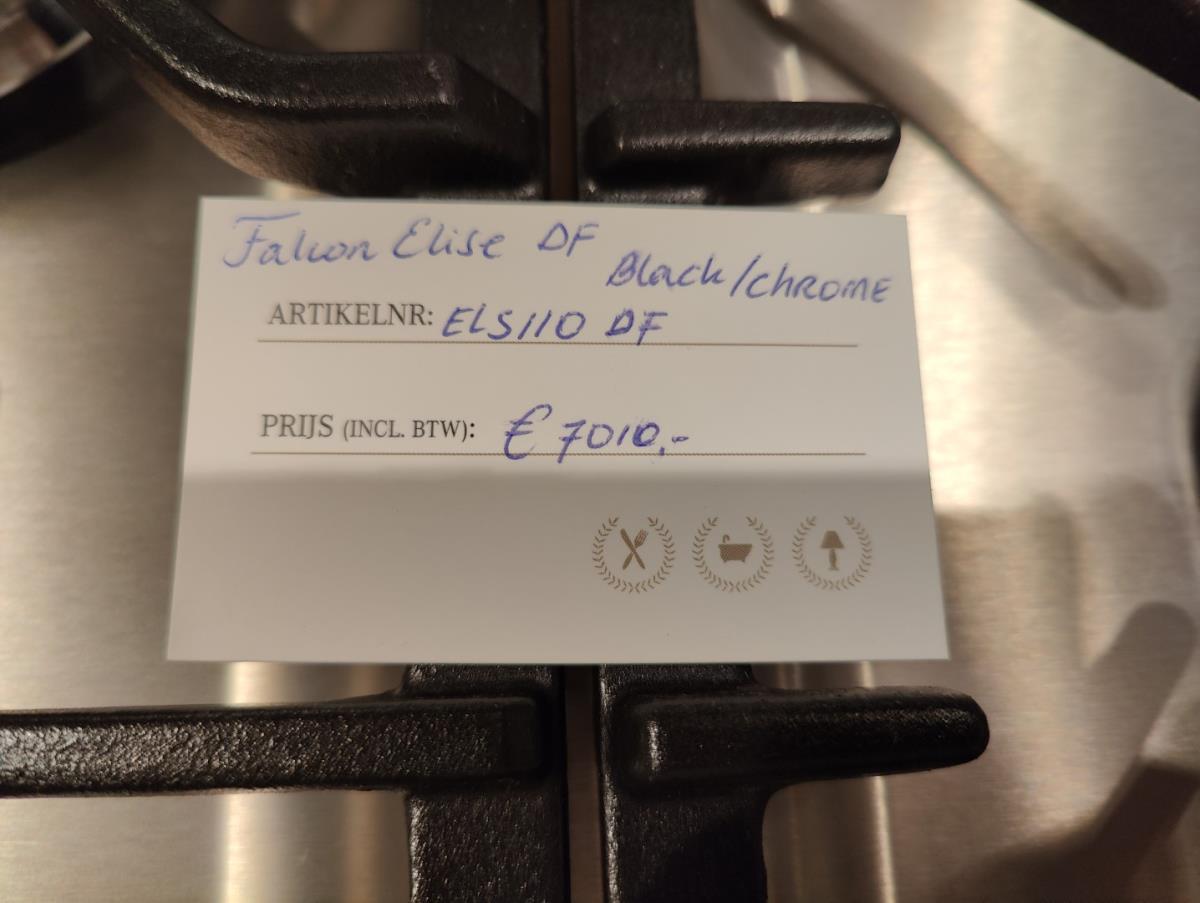 Falcon Elise DF
Black/CHROME
ARTIKELNR: ELS110 DF
PRIJS (INCL. BTW): € 7010,-